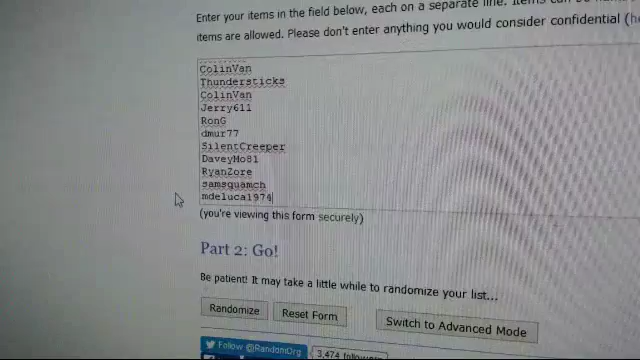 Enter your items in the field below, each on a separate line. Items can be
items are allowed. Please don't enter anything you would consider confidential
ColinVan
Thundersticks
ColinVan
Jerry611
RonG
dmur77
SilentCreeper
DaveyMo81
RyanZore
samsquamch
mdeluca1974
(you're viewing this form securely)
Part 2: Go!
Be patient! It may take a little while to randomize your list...
Randomize
Reset Form
Switch to Advanced Mode
Follow @RandomOrg
3,474 followers